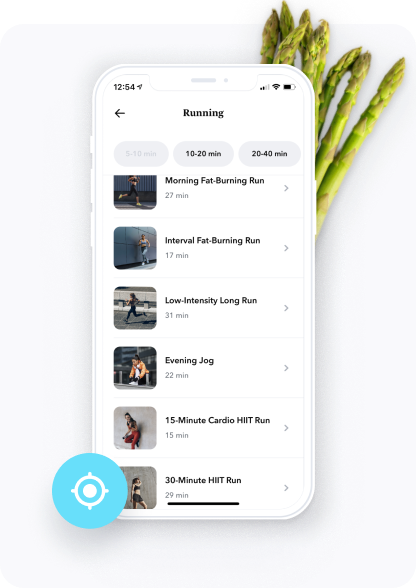 12:54
Running
5-10 min
10-20 min
20-40 min
Morning Fat-Burning Run
27 min
Interval Fat-Burning Run
17 min
Low-Intensity Long Run
31 min
Evening Jog
22 min
15-Minute Cardio HIIT Run
15 min
30-Minute HIIT Run
29 min